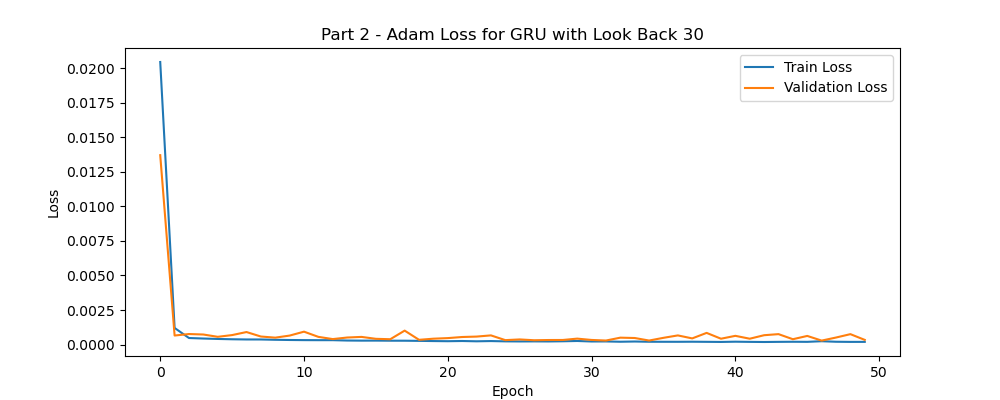 Part 2 - Adam Loss for GRU with Look Back 30
Train Loss
Validation Loss
0.0200
0.0175
0.0150
0.0125
0.0100
0.0075
0.0050
0.0025
0.0000
Loss
0 10 20 30 40 50
Epoch